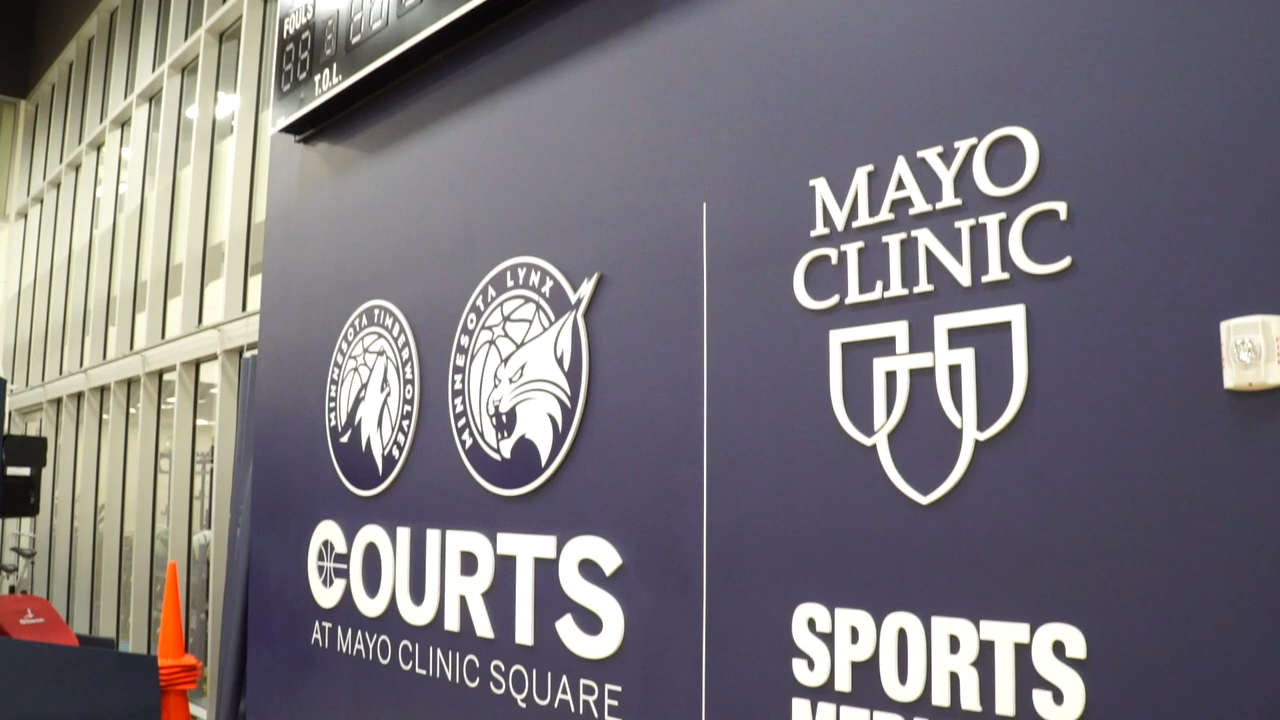 FOULS
T.O.L.
MINNESOTA TIMBERWOLVES
MINNESOTA LYNX
COURTS
AT MAYO CLINIC SQUARE
MAYO
CLINIC
SPORTS